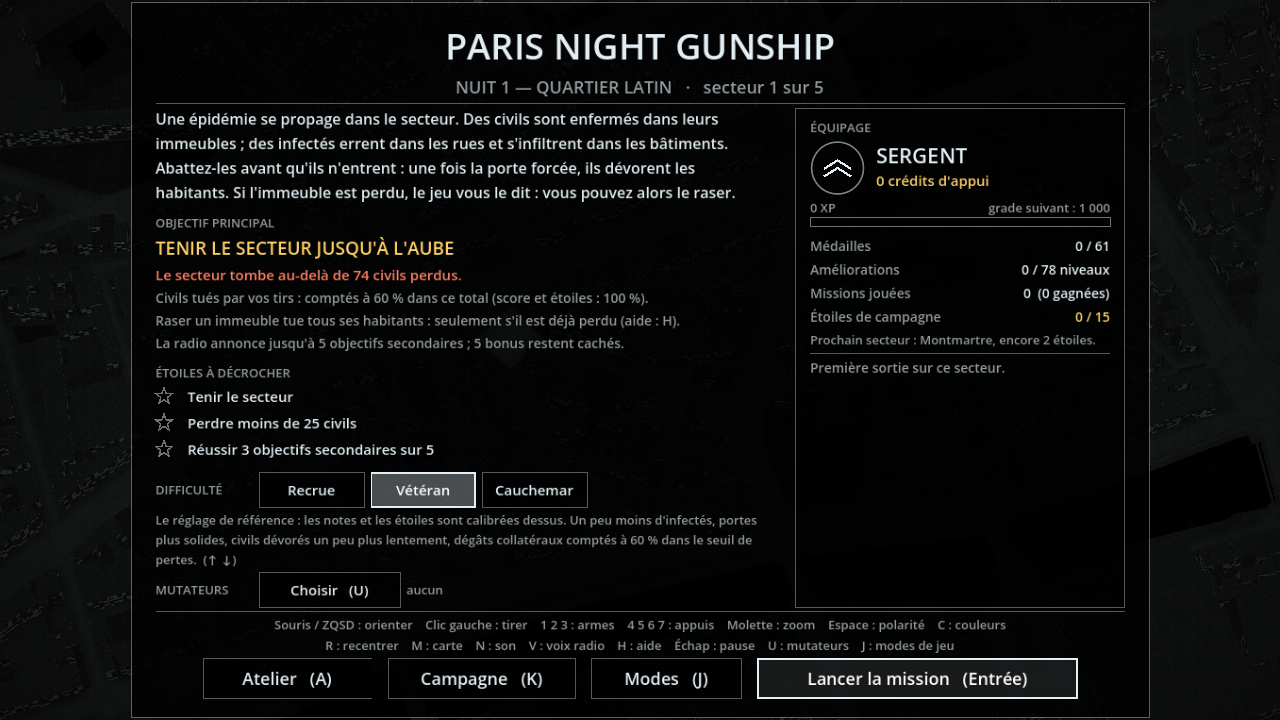 PARIS NIGHT GUNSHIP
NUIT 1 — QUARTIER LATIN · secteur 1 sur 5
Une épidémie se propage dans le secteur. Des civils sont enfermés dans leurs
immeubles ; des infectés errent dans les rues et s'infiltrent dans les bâtiments.
Abattez-les avant qu'ils n'entrent : une fois la porte forcée, ils dévorent les
habitants. Si l'immeuble est perdu, le jeu vous le dit : vous pouvez alors le raser.
OBJECTIF PRINCIPAL
TENIR LE SECTEUR JUSQU'À L'AUBE
Le secteur tombe au-delà de 74 civils perdus.
Civils tués par vos tirs : comptés à 60 % dans ce total (score et étoiles : 100 %).
Raser un immeuble tue tous ses habitants : seulement s'il est déjà perdu (aide : H).
La radio annonce jusqu'à 5 objectifs secondaires ; 5 bonus restent cachés.
ÉTOILES À DÉCROCHER
Tenir le secteur
Perdre moins de 25 civils
Réussir 3 objectifs secondaires sur 5
DIFFICULTÉ Recrue Vétéran Cauchemar
Le réglage de référence : les notes et les étoiles sont calibrées dessus. Un peu moins d'infectés, portes
plus solides, civils dévorés un peu plus lentement, dégâts collatéraux comptés à 60 % dans le seuil de
pertes. (↑ ↓)
MUTATEURS Choisir (U) aucun
ÉQUIPAGE
SERGENT
0 crédits d'appui
0 XP grade suivant : 1 000
Médailles 0 / 61
Améliorations 0 / 78 niveaux
Missions jouées 0 (0 gagnées)
Étoiles de campagne 0 / 15
Prochain secteur : Montmartre, encore 2 étoiles.
Première sortie sur ce secteur.
Souris / ZQSD : orienter Clic gauche : tirer 1 2 3 : armes 4 5 6 7 : appuis Molette : zoom Espace : polarité C : couleurs
R : recentrer M : carte N : son V : voix radio H : aide Échap : pause U : mutateurs J : modes de jeu
Atelier (A) Campagne (K) Modes (J) Lancer la mission (Entrée)